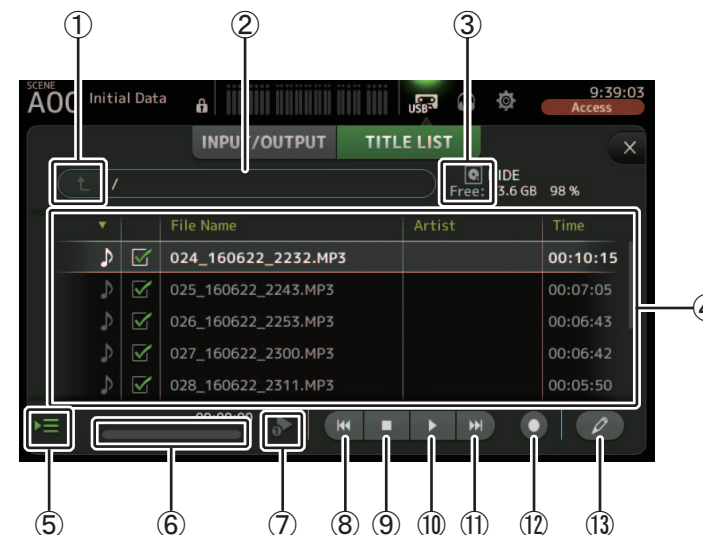 ① ② ③
SCENE
A00 Initial Data USB 9:39:03
Access
INPUT/OUTPUT TITLE LIST
/ Free: 3.6 GB 98 %
File Name Artist Time
024_160622_2232.MP3 00:10:15
025_160622_2243.MP3 00:07:05
026_160622_2253.MP3 00:06:43
027_160622_2300.MP3 00:06:42
028_160622_2311.MP3 00:05:50
④
⑤ ⑥ ⑦ ⑧ ⑨ ⑩ ⑪ ⑫ ⑬